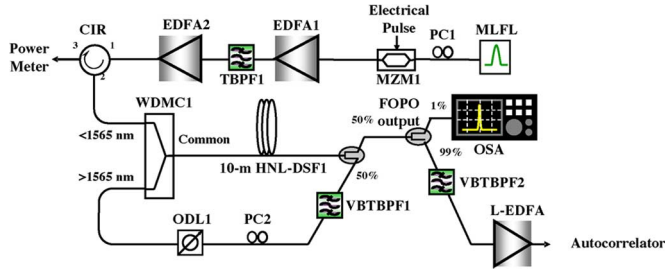 Electrical
Pulse
CIR
EDFA2
EDFA1
PC1
MLFL
Power
Meter
3
1
2
TBPF1
MZM1
WDMC1
<1565 nm
Common
>1565 nm
10-m HNL-DSF1
50%
FOPO
output
1%
OSA
99%
50%
VBTBPF1
VBTBPF2
ODL1
PC2
L-EDFA
Autocorrelator